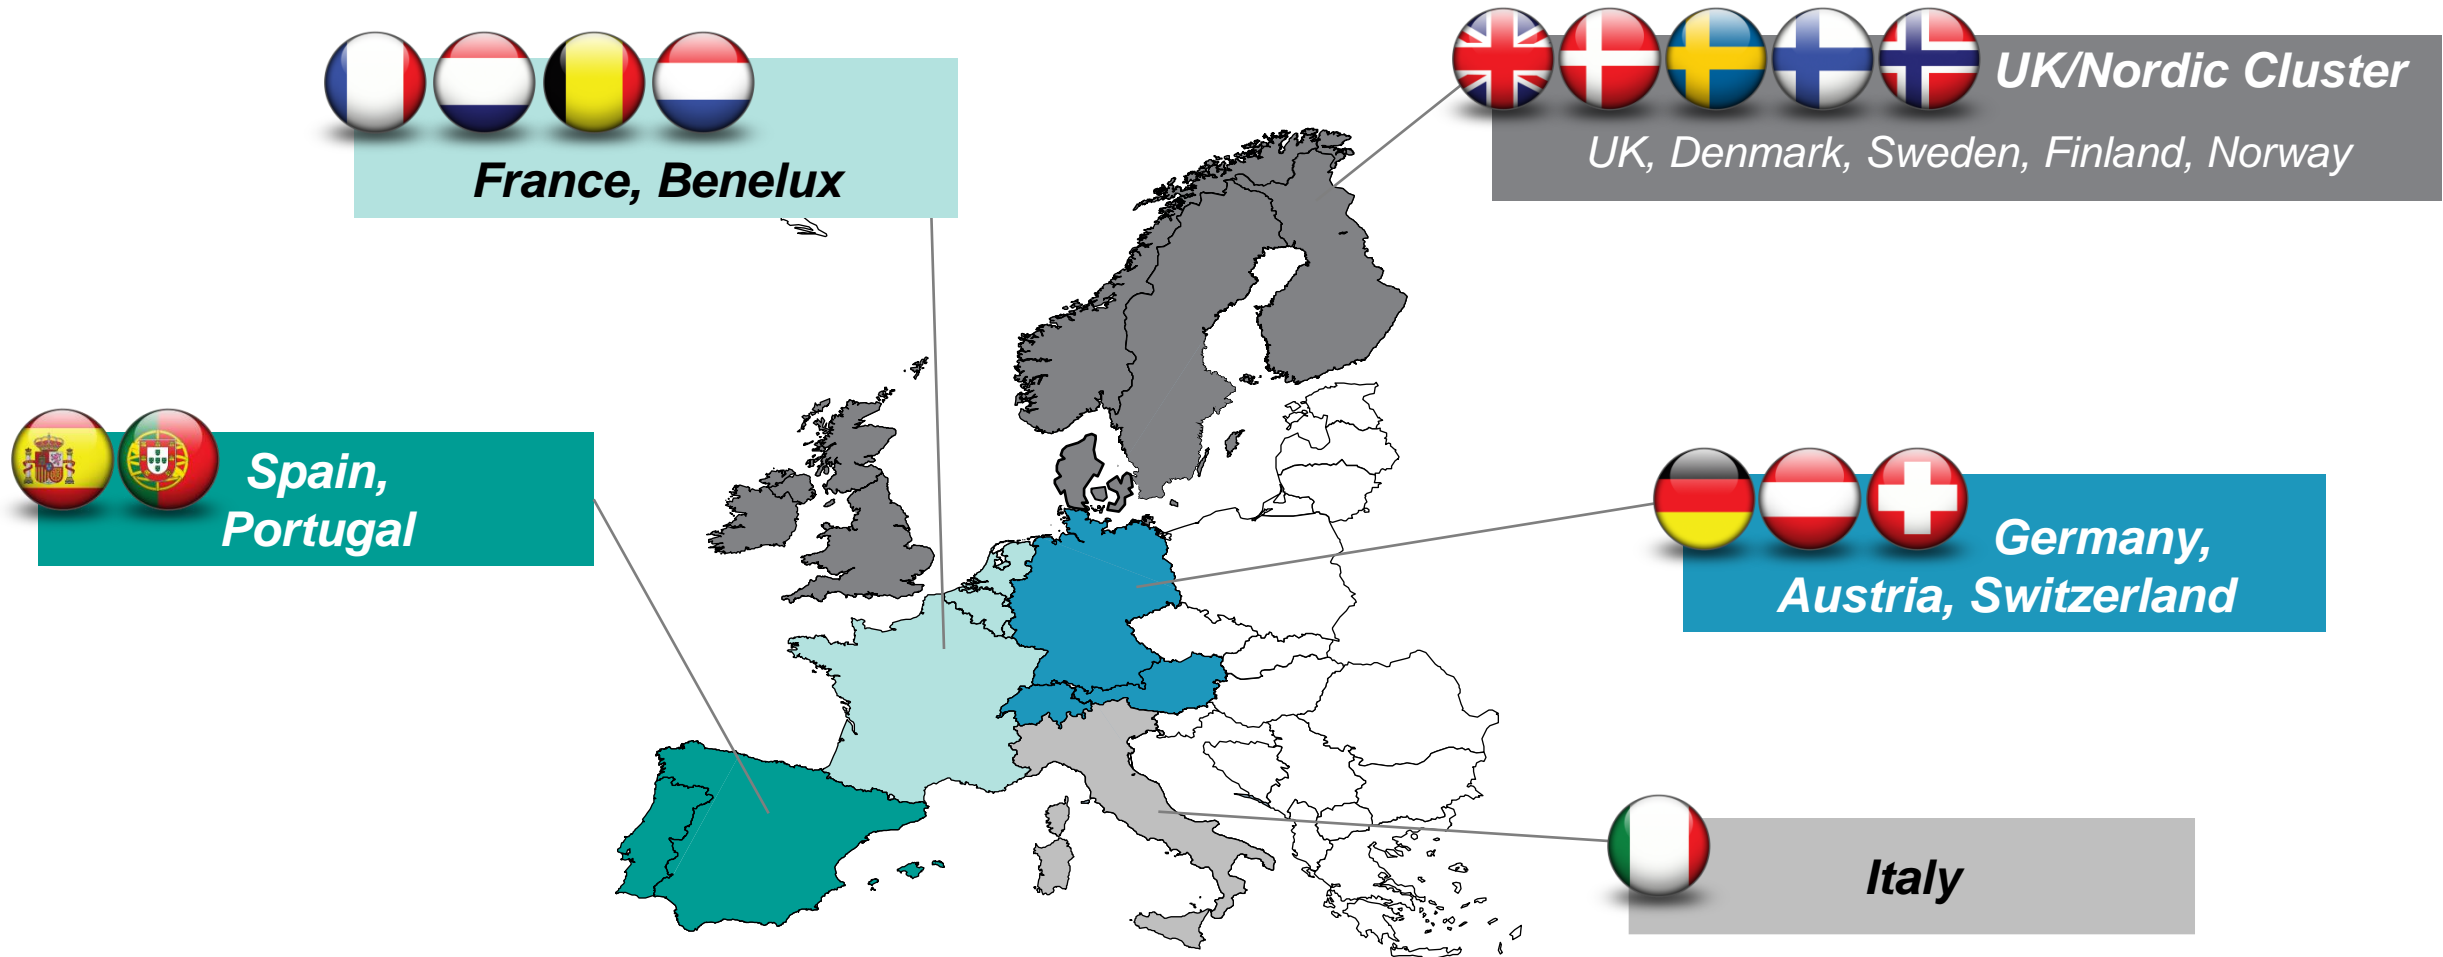 France, Benelux
UK/Nordic Cluster
UK, Denmark, Sweden, Finland, Norway
Spain,
Portugal
Germany,
Austria, Switzerland
Italy